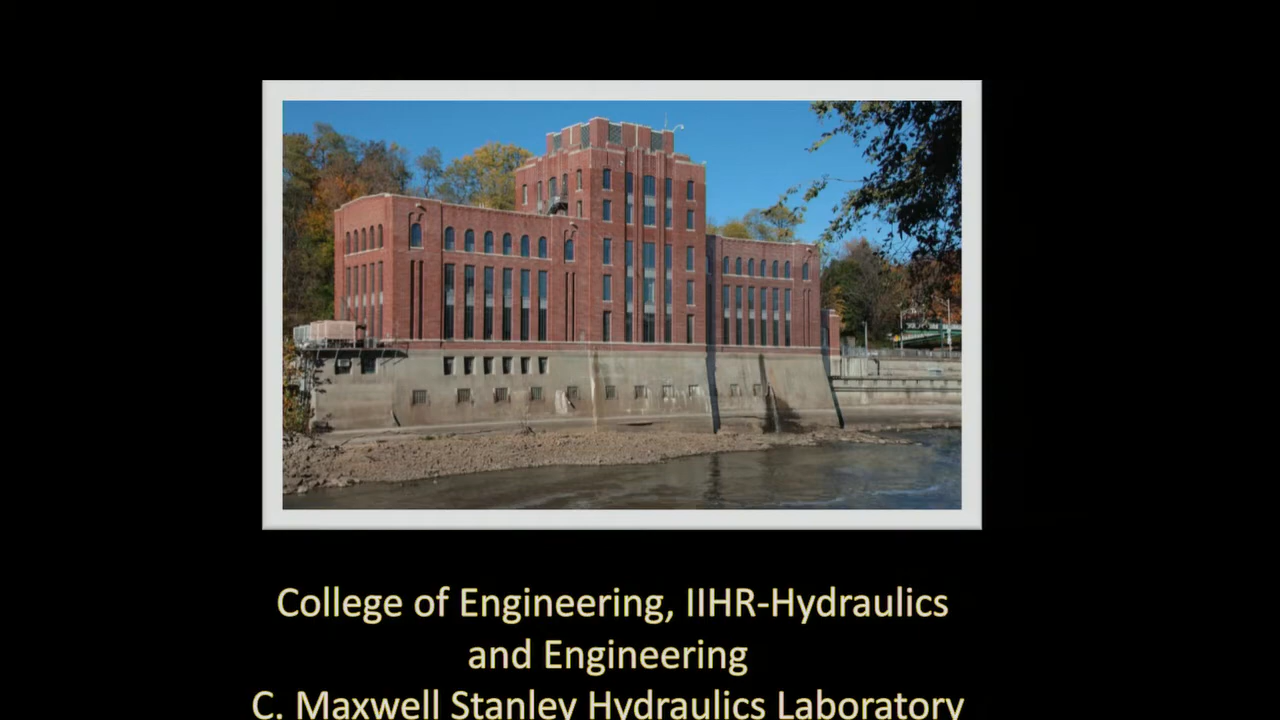 College of Engineering, IIHR-Hydraulics
and Engineering
C. Maxwell Stanley Hydraulics Laboratory